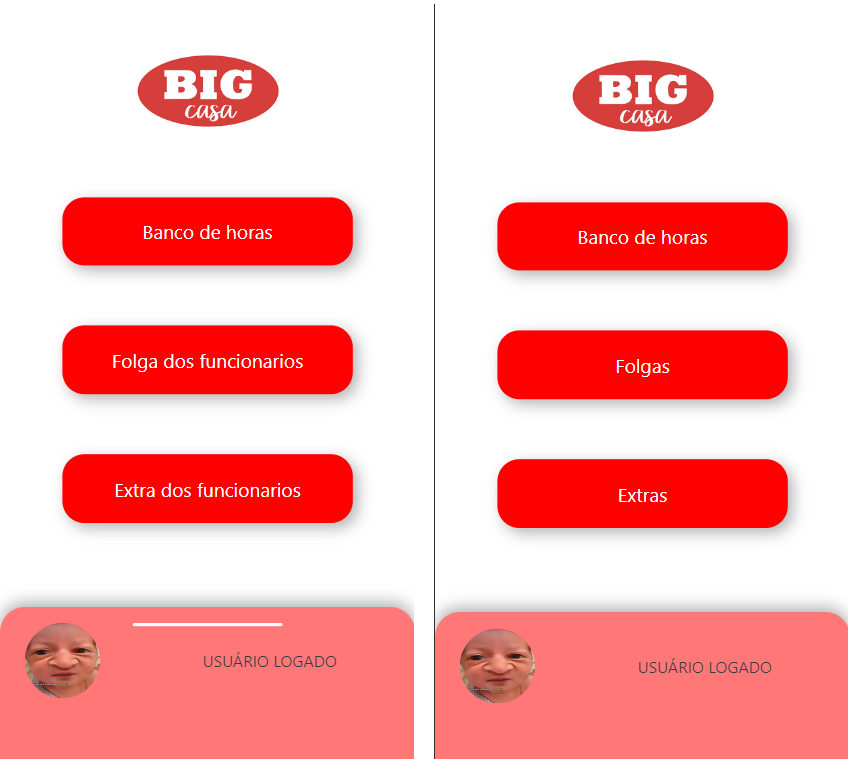 BIG
casa
Banco de horas
Folga dos funcionarios
Extra dos funcionarios
USUÁRIO LOGADO
BIG
casa
Banco de horas
Folgas
Extras
USUÁRIO LOGADO